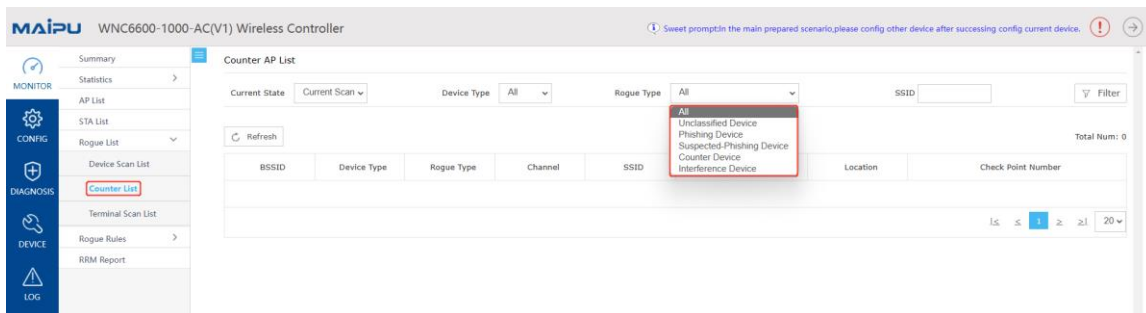 MAIPU WNC6600-1000-AC(V1) Wireless Controller
Sweet prompt:In the main prepared scenario,please config other device after successing config current device.
MONITOR
CONFIG
DIAGNOSIS
DEVICE
LOG
Summary
Statistics
AP List
STA List
Rogue List
Device Scan List
Counter List
Terminal Scan List
Rogue Rules
RRM Report
Counter AP List
Current State Current Scan Device Type All Rogue Type All SSID Filter
All
Unclassified Device
Phishing Device
Suspected-Phishing Device
Counter Device
Interference Device
Refresh Total Num: 0
BSSID Device Type Rogue Type Channel SSID Location Check Point Number
|< < 1 > >| 20